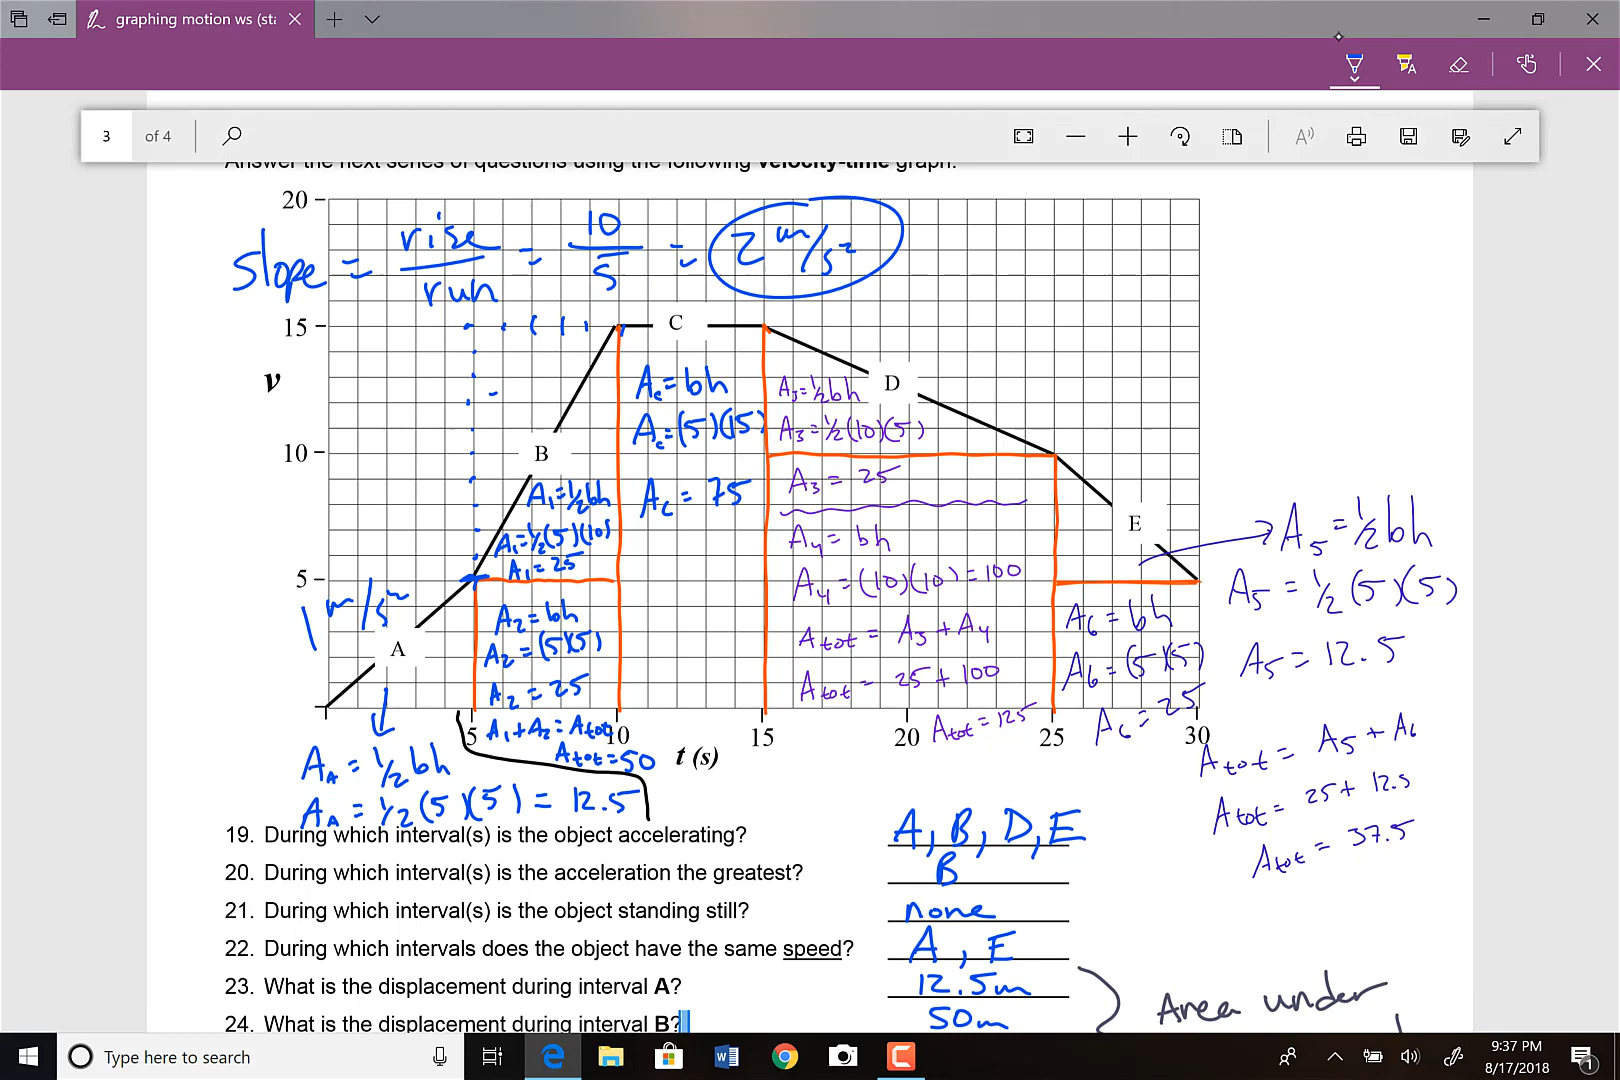 graphing motion ws (sta
3 of 4
Answer the next series of questions using the following velocity-time graph.
20
slope = rise/run = 10/5 = 2 m/s²
15
C
v
D
A_c = bh
A_c = (5)(15)
A_c = 75
A3 = 1/2bh
A3 = 1/2(10)(5)
A3 = 25
10
B
A1 = 1/2bh
A1 = 1/2(5)(10)
A1 = 25
A4 = bh
A4 = (10)(10) = 100
Atot = A3 + A4
Atot = 25 + 100
Atot = 125
E
A5 = 1/2bh
A5 = 1/2(5)(5)
A5 = 12.5
5
1 m/s²
A
A2 = bh
A2 = (5)(5)
A2 = 25
A1 + A2 = Atot
Atot = 50
A6 = bh
A6 = (5)(5)
A6 = 25
Atot = A5 + A6
Atot = 25 + 12.5
Atot = 37.5
5 10 15 20 25 30
t (s)
A_A = 1/2bh
A_A = 1/2(5)(5) = 12.5
19. During which interval(s) is the object accelerating? A, B, D, E
20. During which interval(s) is the acceleration the greatest? B
21. During which interval(s) is the object standing still? none
22. During which intervals does the object have the same speed? A, E
23. What is the displacement during interval A? 12.5m
24. What is the displacement during interval B? 50m
Area under
Type here to search
9:37 PM
8/17/2018
1